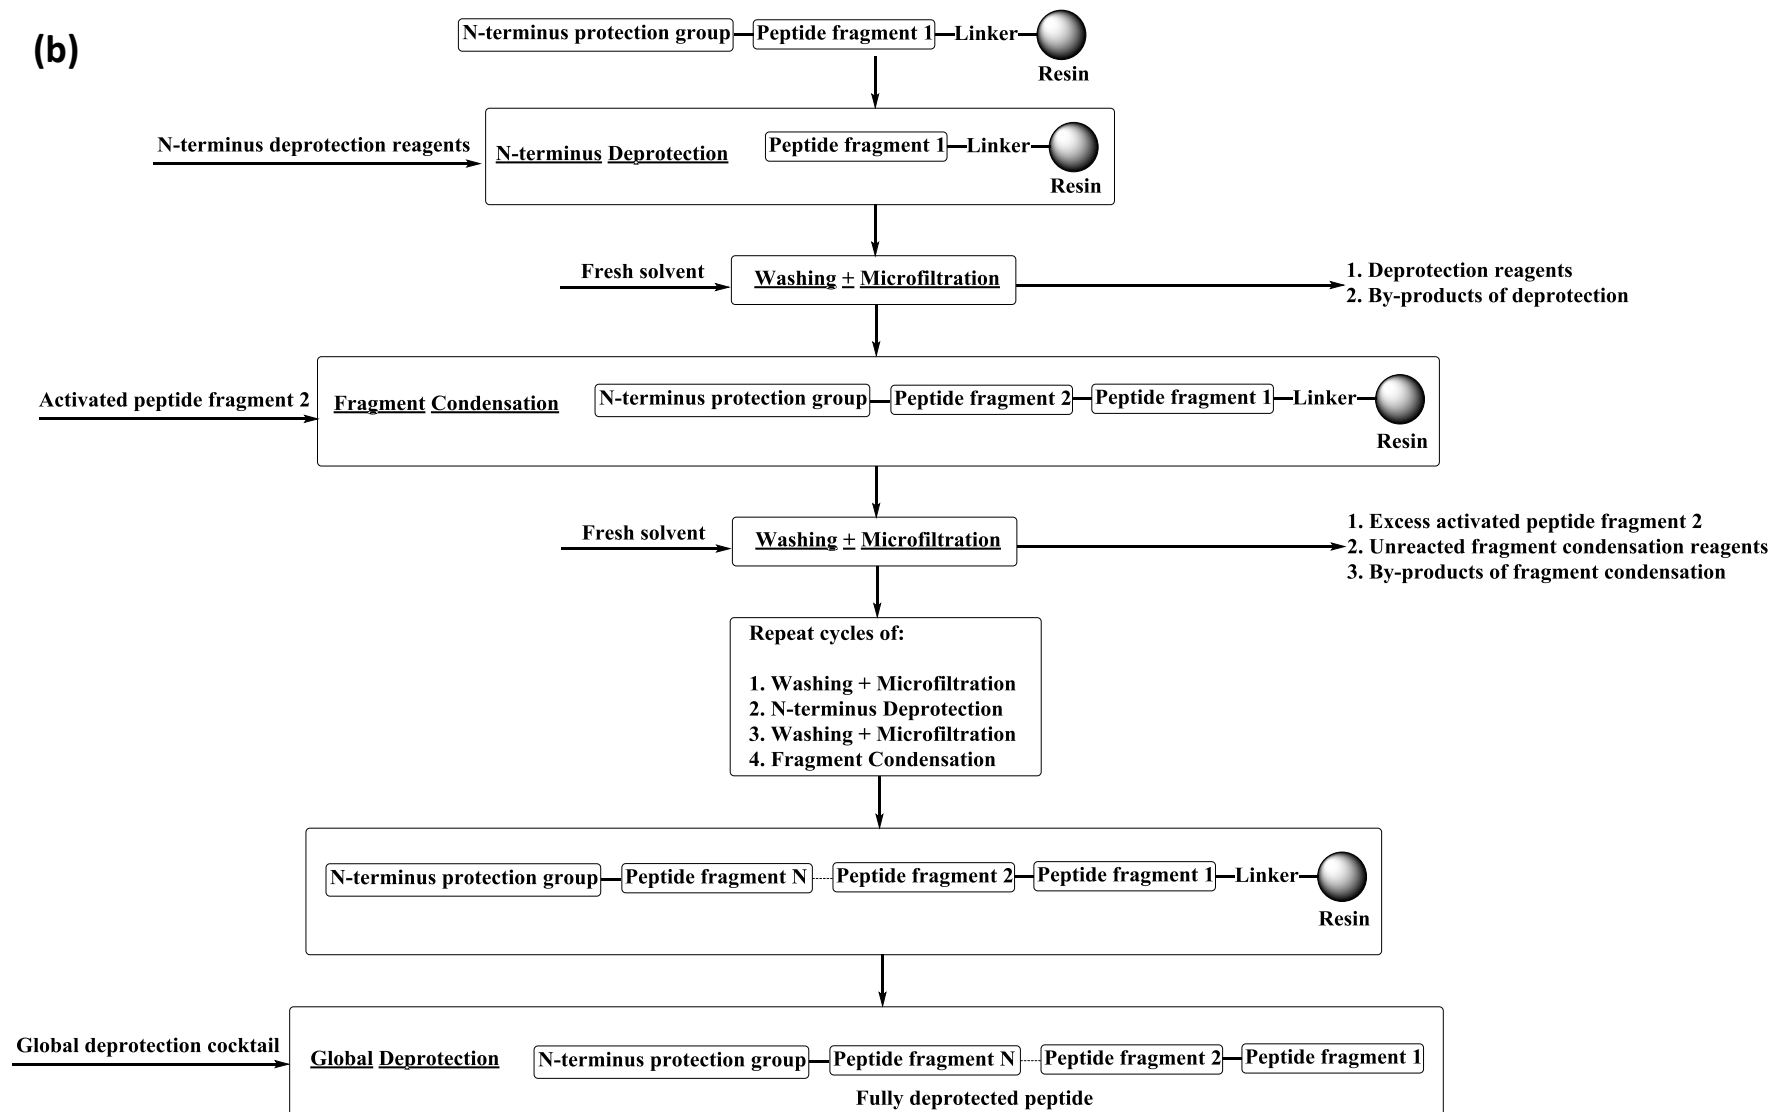 (b)
N-terminus protection group Peptide fragment 1 Linker
Resin
N-terminus deprotection reagents
N-terminus Deprotection
Peptide fragment 1 Linker
Resin
Fresh solvent
Washing + Microfiltration
1. Deprotection reagents
2. By-products of deprotection
Activated peptide fragment 2
Fragment Condensation
N-terminus protection group Peptide fragment 2 Peptide fragment 1 Linker
Resin
Fresh solvent
Washing + Microfiltration
1. Excess activated peptide fragment 2
2. Unreacted fragment condensation reagents
3. By-products of fragment condensation
Repeat cycles of:
1. Washing + Microfiltration
2. N-terminus Deprotection
3. Washing + Microfiltration
4. Fragment Condensation
N-terminus protection group Peptide fragment N Peptide fragment 2 Peptide fragment 1 Linker
Resin
Global deprotection cocktail
Global Deprotection
N-terminus protection group Peptide fragment N Peptide fragment 2 Peptide fragment 1
Fully deprotected peptide